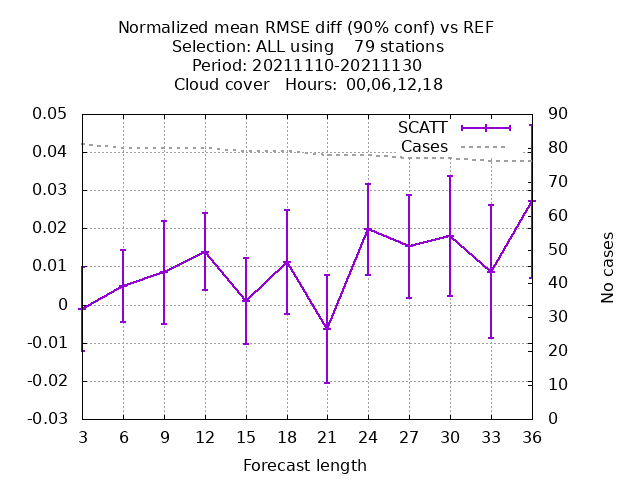 Normalized mean RMSE diff (90% conf) vs REF
Selection: ALL using    79 stations
Period: 20211110-20211130
Cloud cover   Hours: 00,06,12,18
SCATT
Cases
0.05
0.04
0.03
0.02
0.01
0
-0.01
-0.02
-0.03
90
80
70
60
50
40
30
20
10
0
No cases
3 6 9 12 15 18 21 24 27 30 33 36
Forecast length